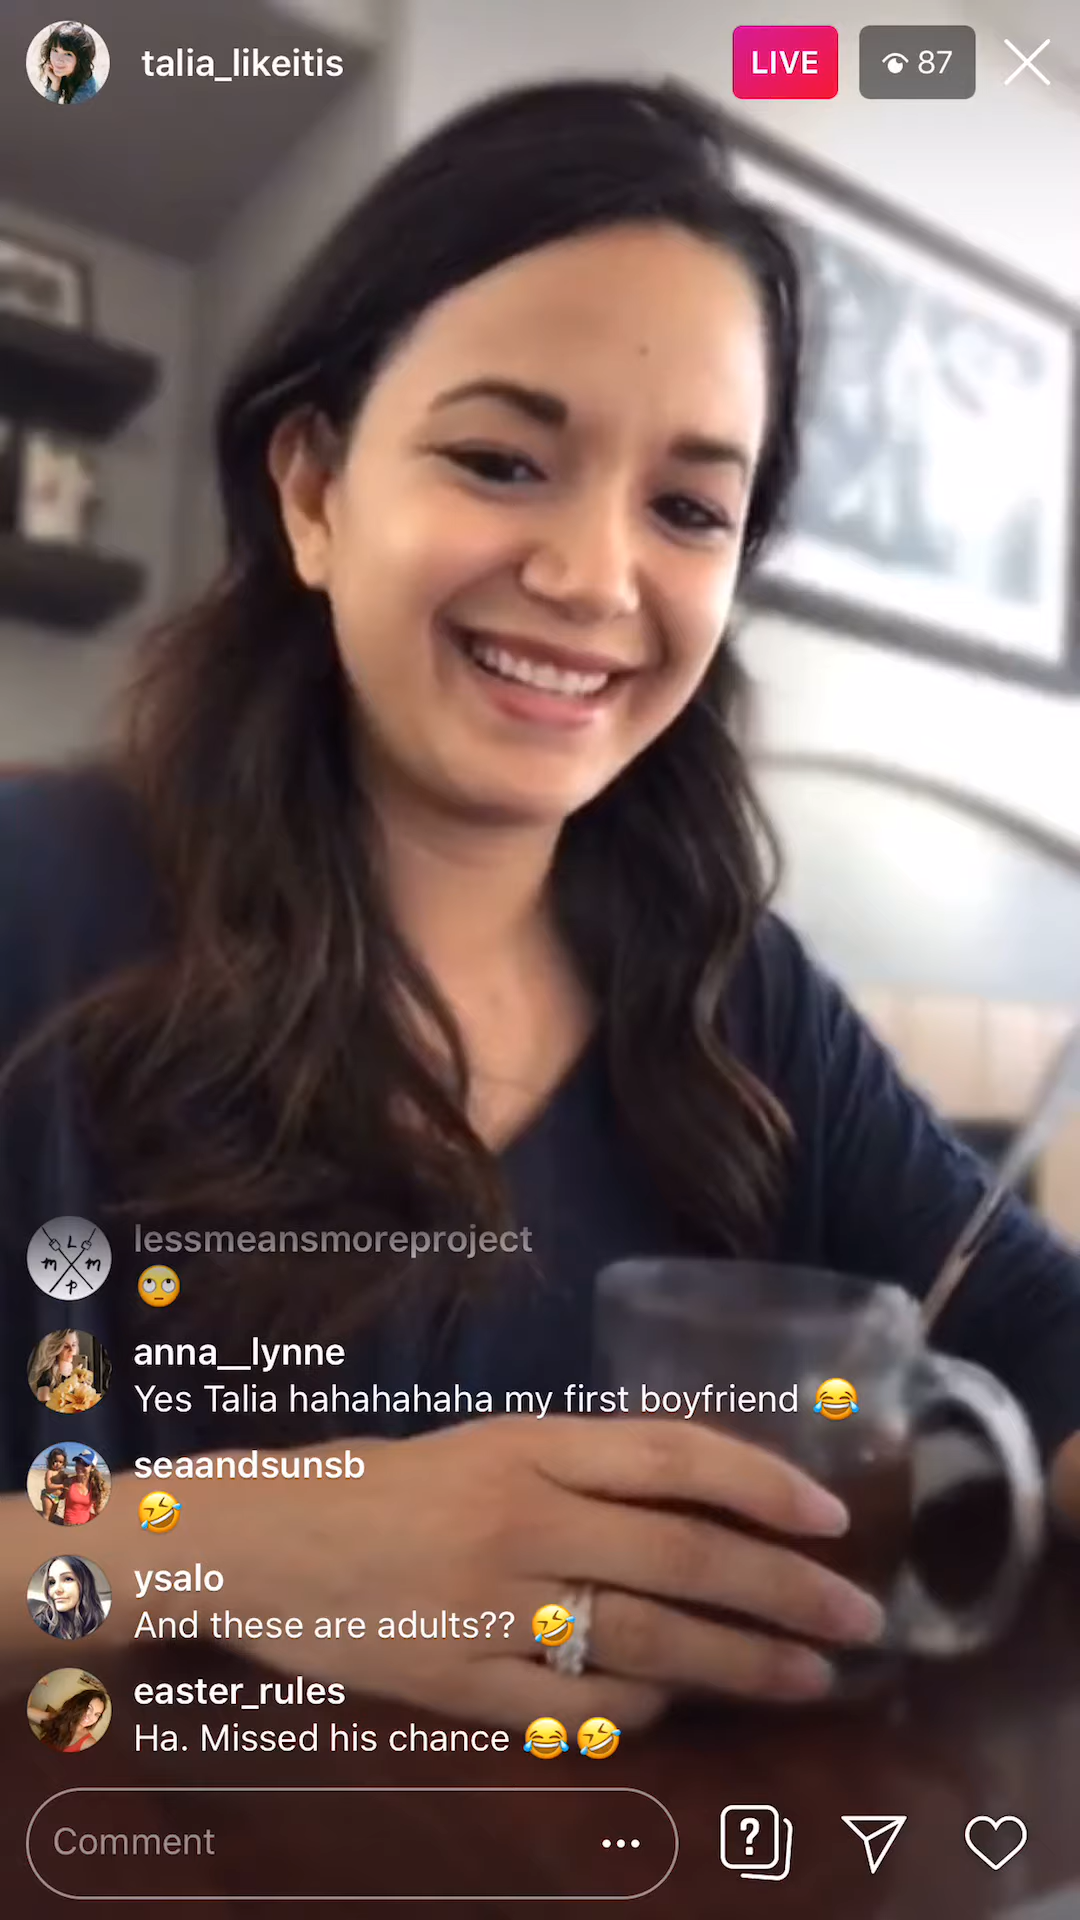 talia_likeitis
LIVE
87
lessmeansmoreproject
🙄
anna__lynne
Yes Talia hahahahaha my first boyfriend 😂
seaandsunsb
🤣
ysalo
And these are adults?? 🤣
easter_rules
Ha. Missed his chance 😂🤣
Comment